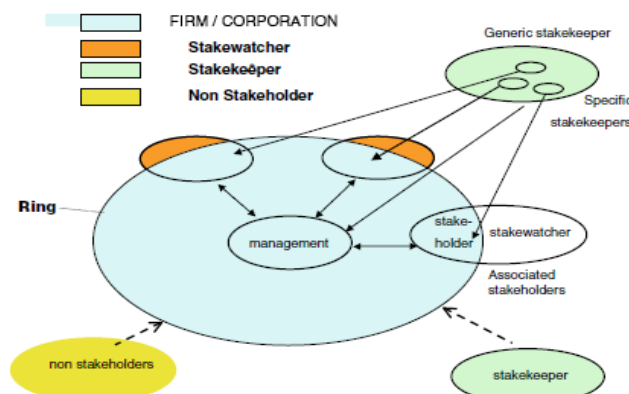 FIRM / CORPORATION
Stakewatcher
Stakekeëper
Non Stakeholder
Generic stakekeeper
Specific
stakekeepers
Ring
management
stake-
holder
stakewatcher
Associated
stakeholders
non stakeholders
stakekeeper